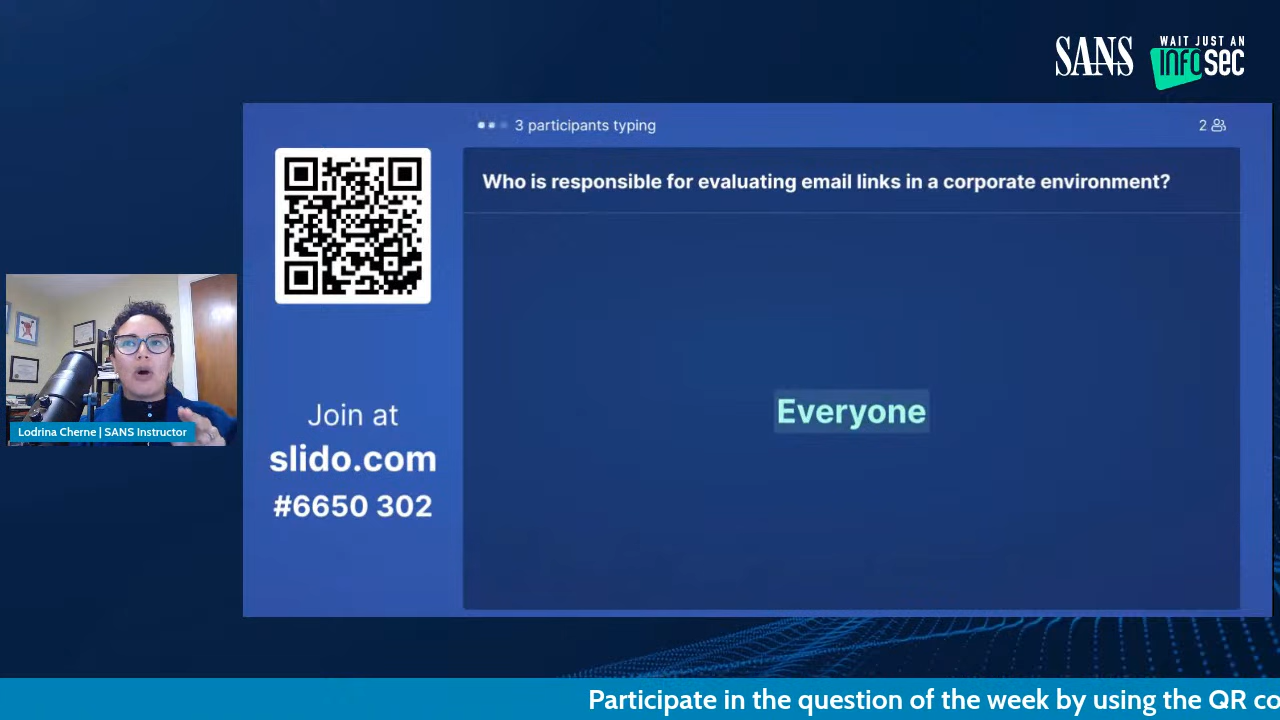 SANS
WAIT JUST AN
INFOSEC
3 participants typing
2
Who is responsible for evaluating email links in a corporate environment?
Everyone
Join at
slido.com
#6650 302
Lodrina Cherne | SANS Instructor
Participate in the question of the week by using the QR co